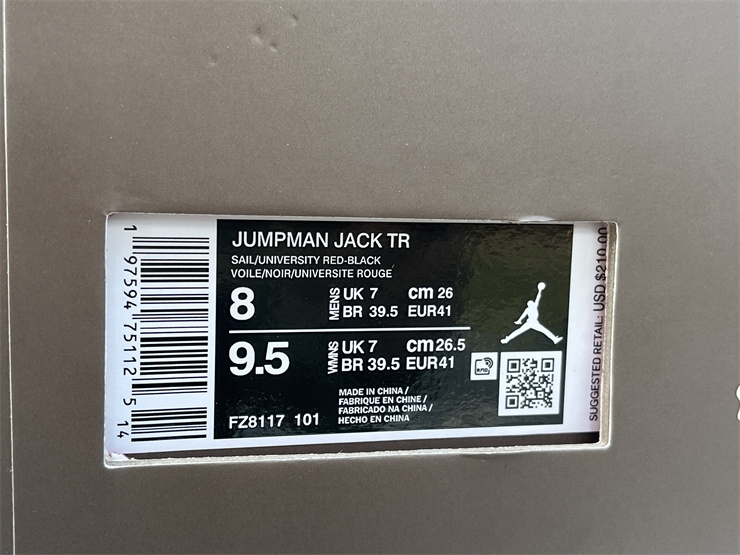 JUMPMAN JACK TR
SAIL/UNIVERSITY RED-BLACK
VOILE/NOIR/UNIVERSITE ROUGE
8 MENS UK 7 cm 26
BR 39.5 EUR41
9.5 WMNS UK 7 cm 26.5
BR 39.5 EUR41
RFID
MADE IN CHINA /
FABRIQUE EN CHINE /
FABRICADO NA CHINA /
HECHO EN CHINA
FZ8117 101
1 97594 75112 5 14
SUGGESTED RETAIL: USD $210.00